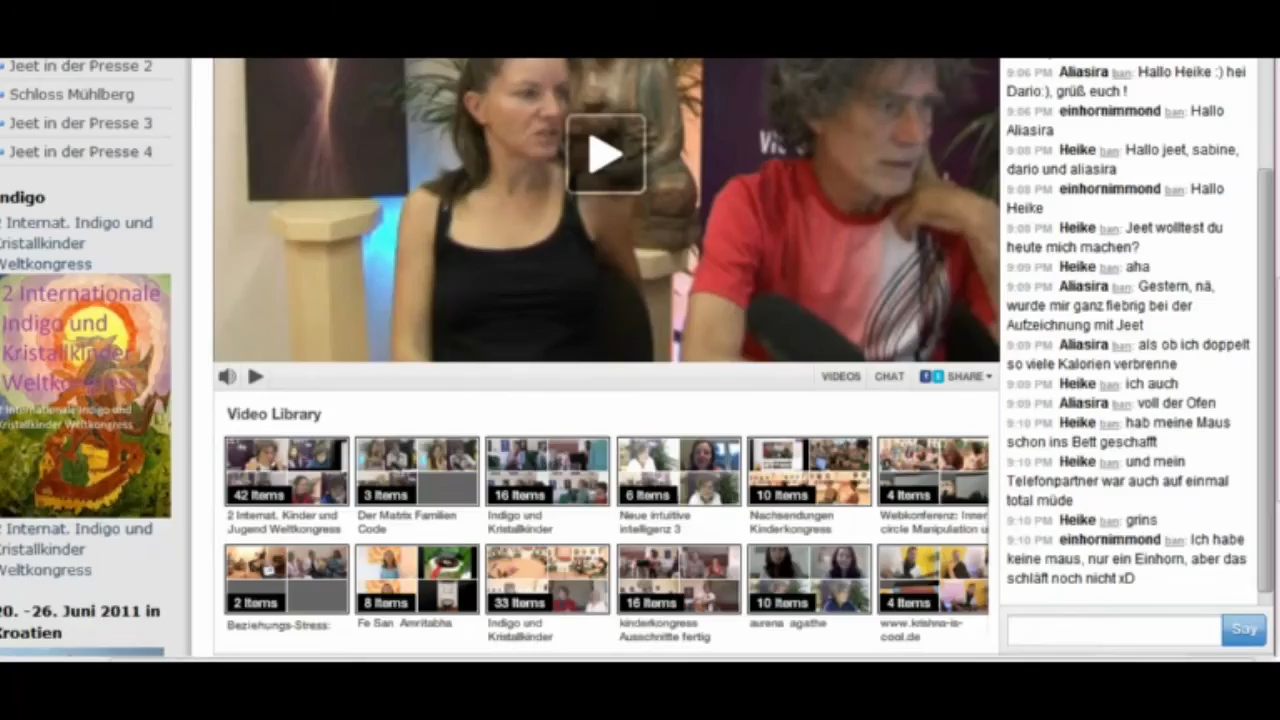 Jeet in der Presse 2
Schloss Mühlberg
Jeet in der Presse 3
Jeet in der Presse 4
ndigo
2 Internat. Indigo und
Kristallkinder
Weltkongress
2 Internationale
Indigo und
Kristallkinder
Weltkongress
2 Internationale Indigo und
Kristallkinder Weltkongress
2 Internat. Indigo und
Kristallkinder
Weltkongress
20. -26. Juni 2011 in
Kroatien
VIDEOS CHAT SHARE
Video Library
42 Items
3 Items
16 Items
6 Items
10 Items
4 Items
2 Internat. Kinder und
Jugend Weltkongress
Der Matrix Familien
Code
Indigo und
Kristallkinder
Neue intuitive
intelligenz 3
Nachsendungen
Kinderkongress
Webkonferenz: Inner
circle Manipulation u
2 Items
8 Items
33 Items
16 Items
10 Items
4 Items
Beziehungs-Stress:
Fe San Amritabha
Indigo und
Kristallkinder
kinderkongress
Ausschnitte fertig
aurena agathe
www.krishna-is-
cool.de
9:06 PM Aliasira ban: Hallo Heike :) hei
Dario:), grüß euch !
9:06 PM einhornimmond ban: Hallo
Aliasira
9:08 PM Heike ban: Hallo jeet, sabine,
dario und aliasira
9:08 PM einhornimmond ban: Hallo
Heike
9:08 PM Heike ban: Jeet wolltest du
heute mich machen?
9:09 PM Heike ban: aha
9:09 PM Aliasira ban: Gestern, nä,
wurde mir ganz fiebrig bei der
Aufzeichnung mit Jeet
9:09 PM Aliasira ban: als ob ich doppelt
so viele Kalorien verbrenne
9:09 PM Heike ban: ich auch
9:09 PM Aliasira ban: voll der Ofen
9:10 PM Heike ban: hab meine Maus
schon ins Bett geschafft
9:10 PM Heike ban: und mein
Telefonpartner war auch auf einmal
total müde
9:10 PM Heike ban: grins
9:10 PM einhornimmond ban: Ich habe
keine maus, nur ein Einhorn, aber das
schläft noch nicht xD
Say